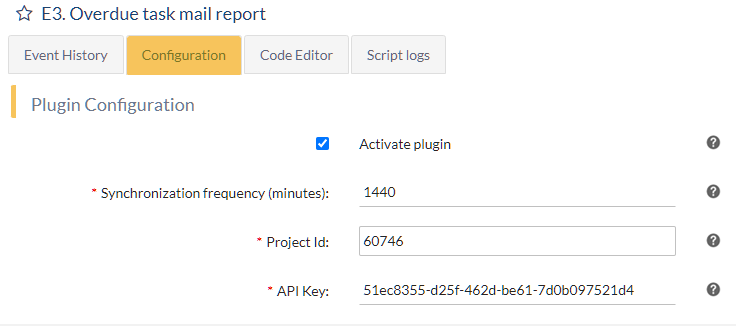 E3. Overdue task mail report
Event History Configuration Code Editor Script logs
Plugin Configuration
Activate plugin ?
* Synchronization frequency (minutes): 1440 ?
* Project Id: 60746 ?
* API Key: 51ec8355-d25f-462d-be61-7d0b097521d4 ?